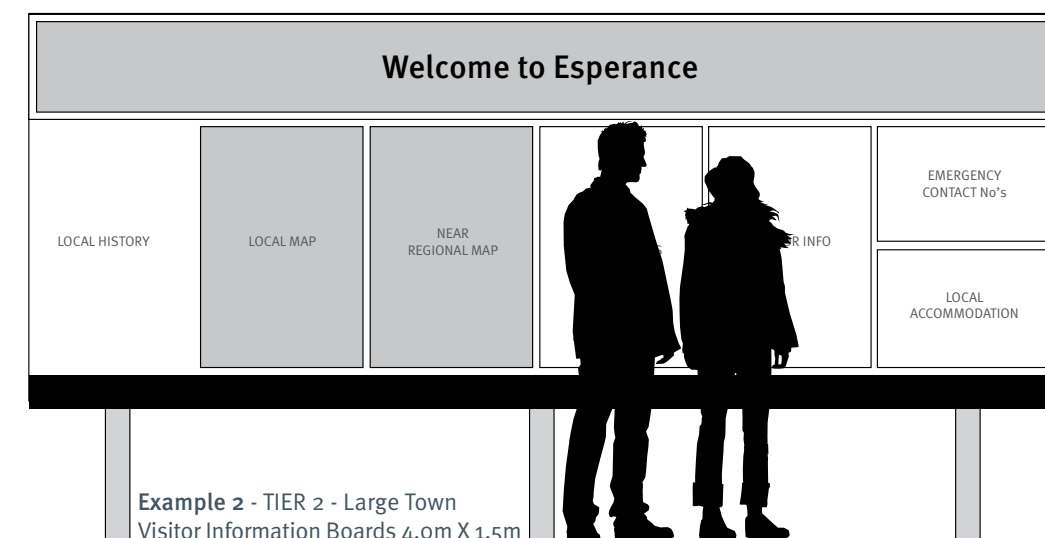 Welcome to Esperance
LOCAL HISTORY
LOCAL MAP
NEAR
REGIONAL MAP
R INFO
EMERGENCY
CONTACT No's
LOCAL
ACCOMMODATION
Example 2 - TIER 2 - Large Town
Visitor Information Boards 4.0m X 1.5m